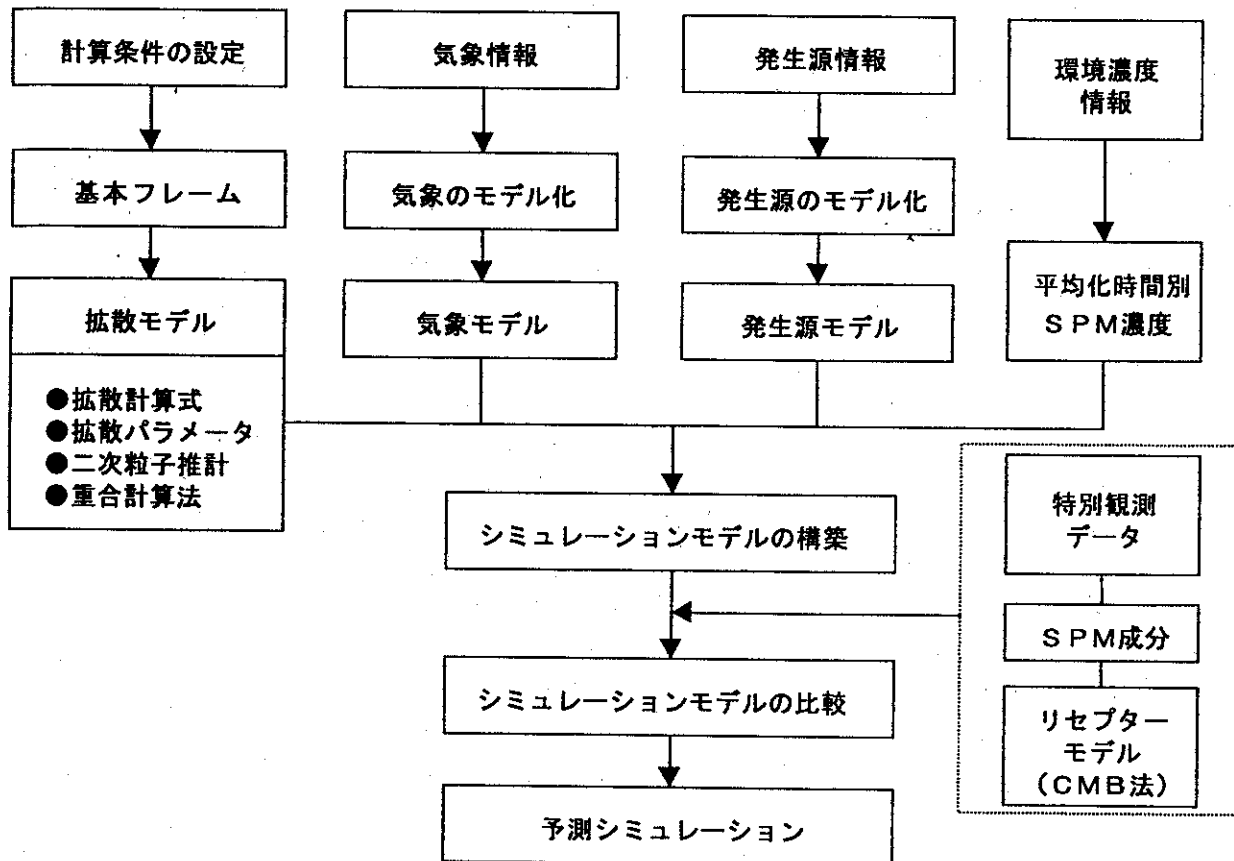 計算条件の設定
気象情報
発生源情報
環境濃度
情報
基本フレーム
気象のモデル化
発生源のモデル化
平均化時間別
SPM濃度
拡散モデル
気象モデル
発生源モデル
●拡散計算式
●拡散パラメータ
●二次粒子推計
●重合計算法
シミュレーションモデルの構築
特別観測
データ
SPM成分
シミュレーションモデルの比較
リセプター
モデル
(CMB法)
予測シミュレーション